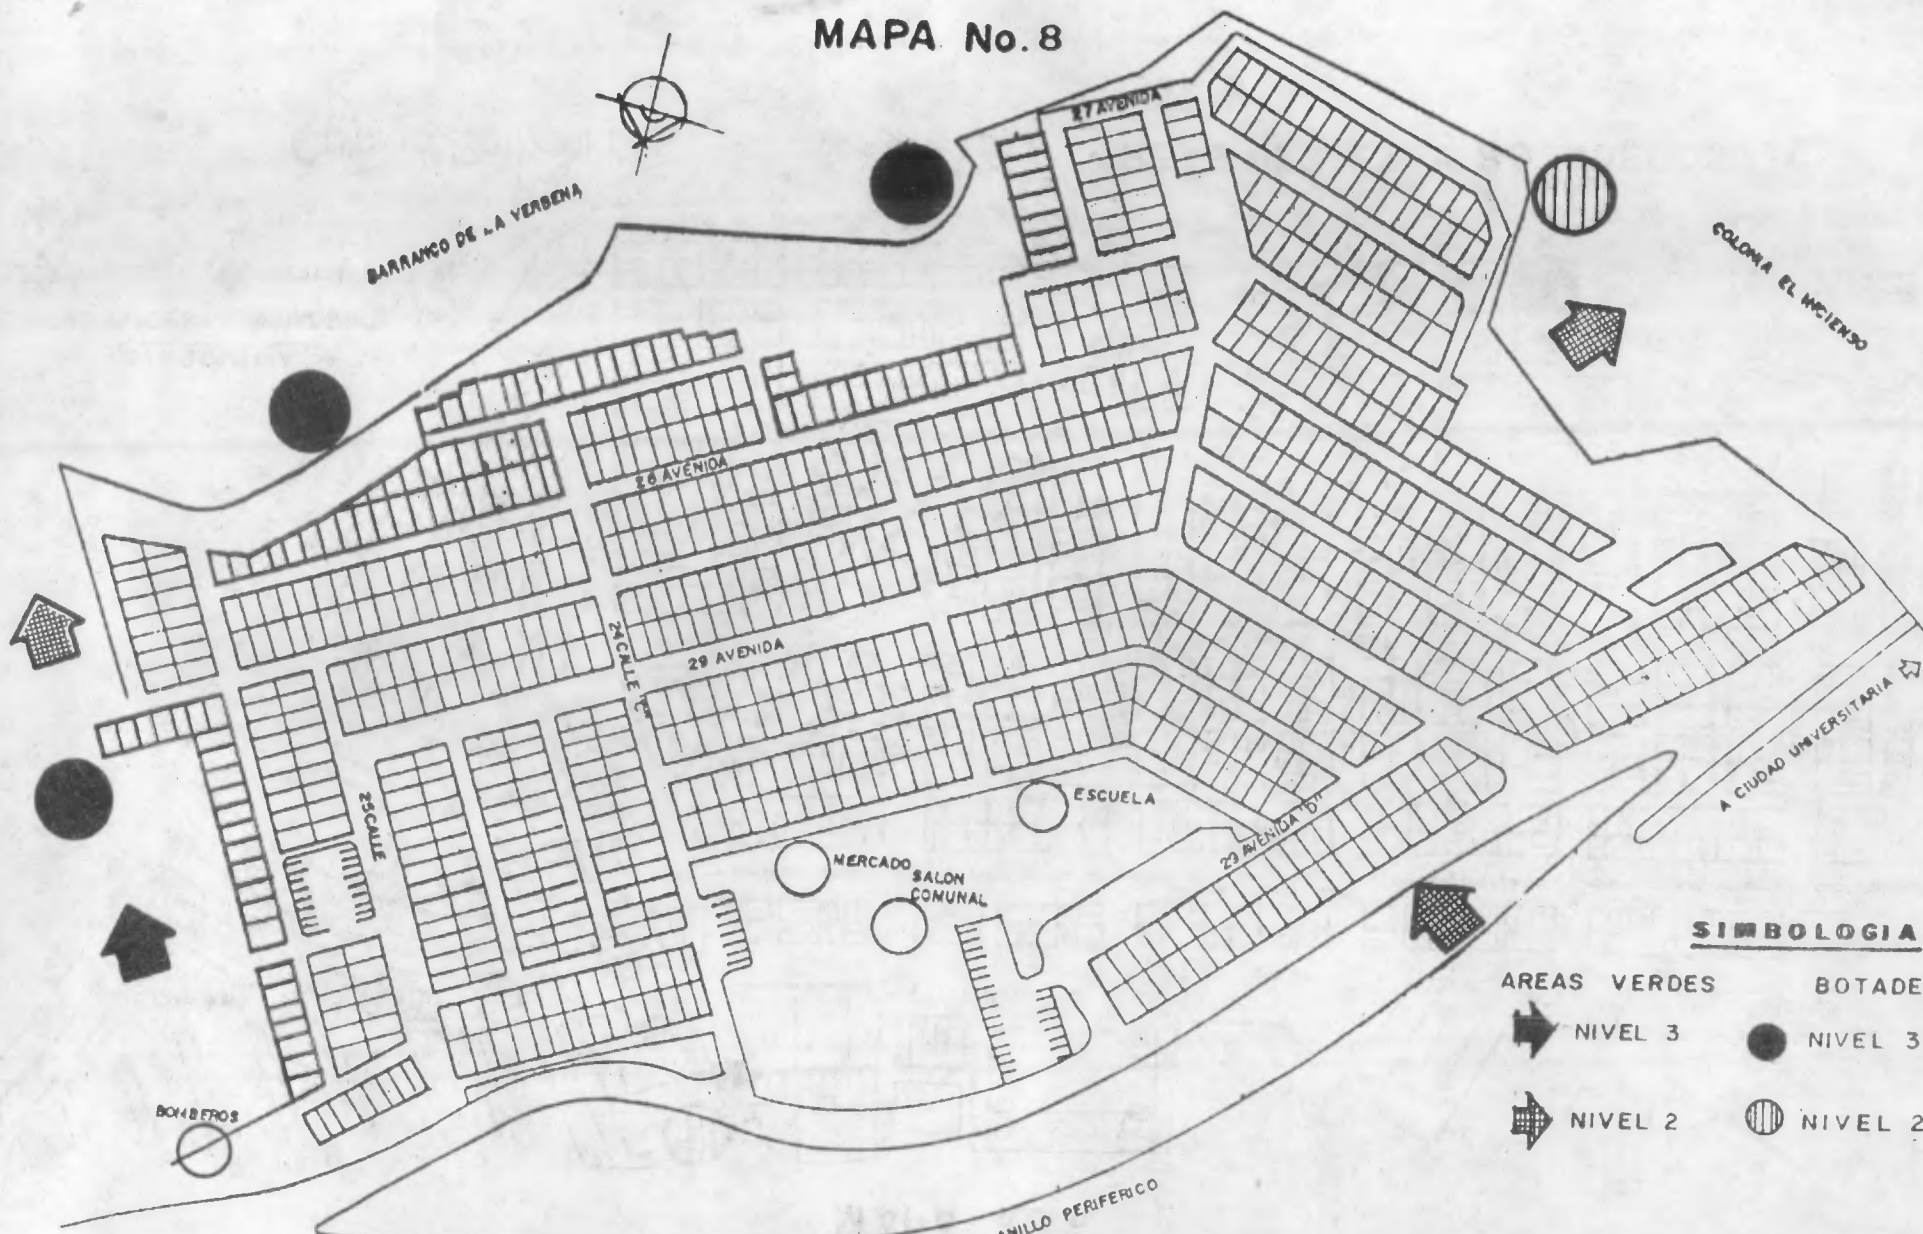 MAPA No. 8
27 AVENIDA
BARRANCO DE LA VERBENA
COLONIA EL INCIENSO
26 AVENIDA
24 CALLE
29 AVENIDA
25 CALLE
A CIUDAD UNIVERSITARIA
ESCUELA
29 AVENIDA "D"
MERCADO
SALON
COMUNAL
SIMBOLOGIA
AREAS VERDES
BOTADE
NIVEL 3
NIVEL 3
NIVEL 2
NIVEL 2
BOMBEROS
ANILLO PERIFERICO